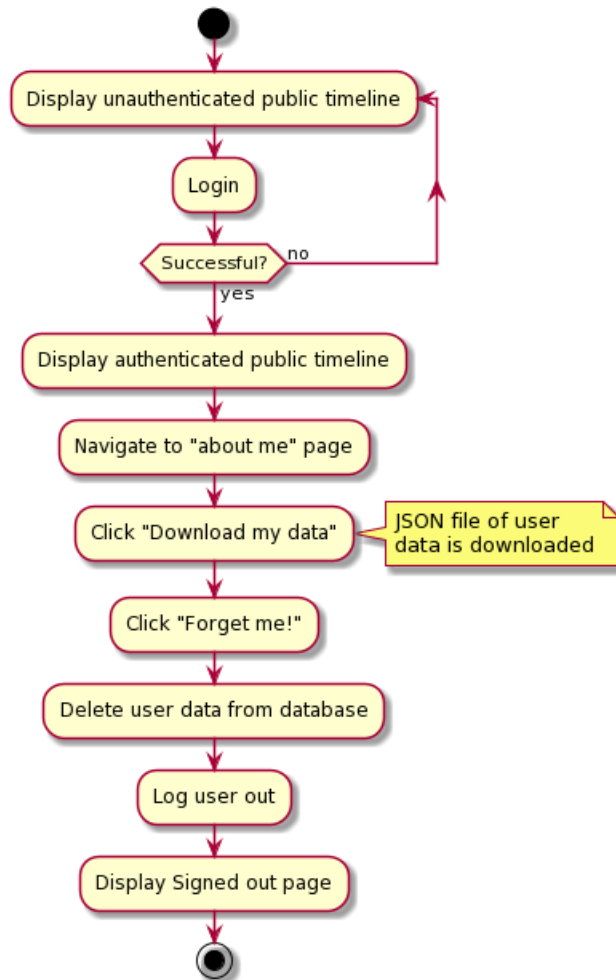 Display unauthenticated public timeline
Login
Successful?
no
yes
Display authenticated public timeline
Navigate to "about me" page
Click "Download my data"
JSON file of user
data is downloaded
Click "Forget me!"
Delete user data from database
Log user out
Display Signed out page